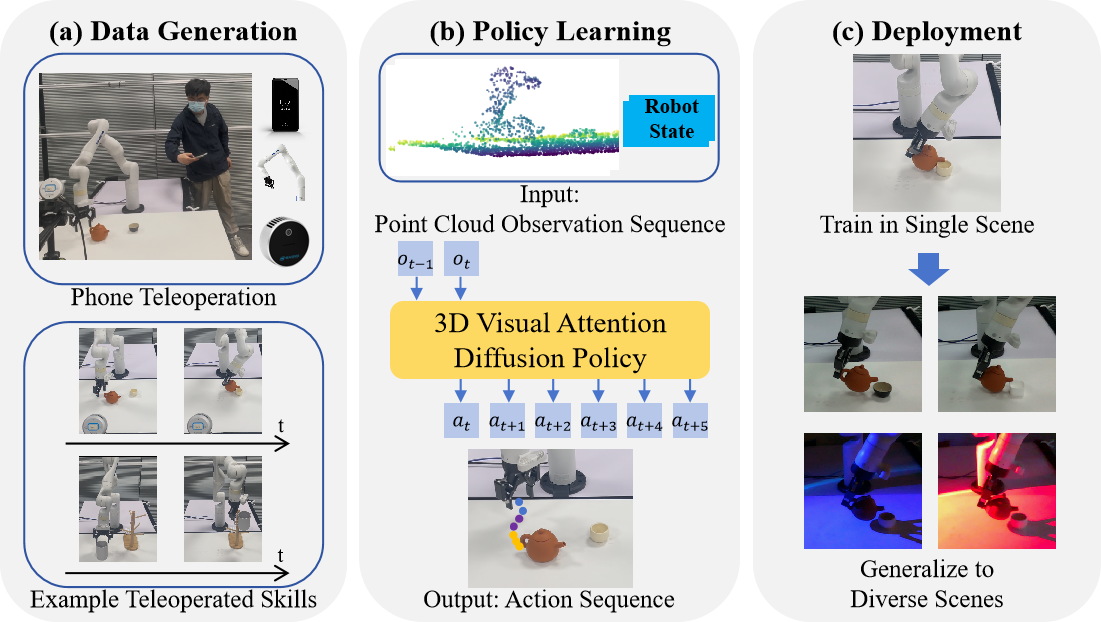 (a) Data Generation
Phone Teleoperation
t
t
Example Teleoperated Skills
(b) Policy Learning
Robot
State
Input:
Point Cloud Observation Sequence
o_{t-1} o_t
3D Visual Attention
Diffusion Policy
a_t a_{t+1} a_{t+2} a_{t+3} a_{t+4} a_{t+5}
Output: Action Sequence
(c) Deployment
Train in Single Scene
Generalize to
Diverse Scenes